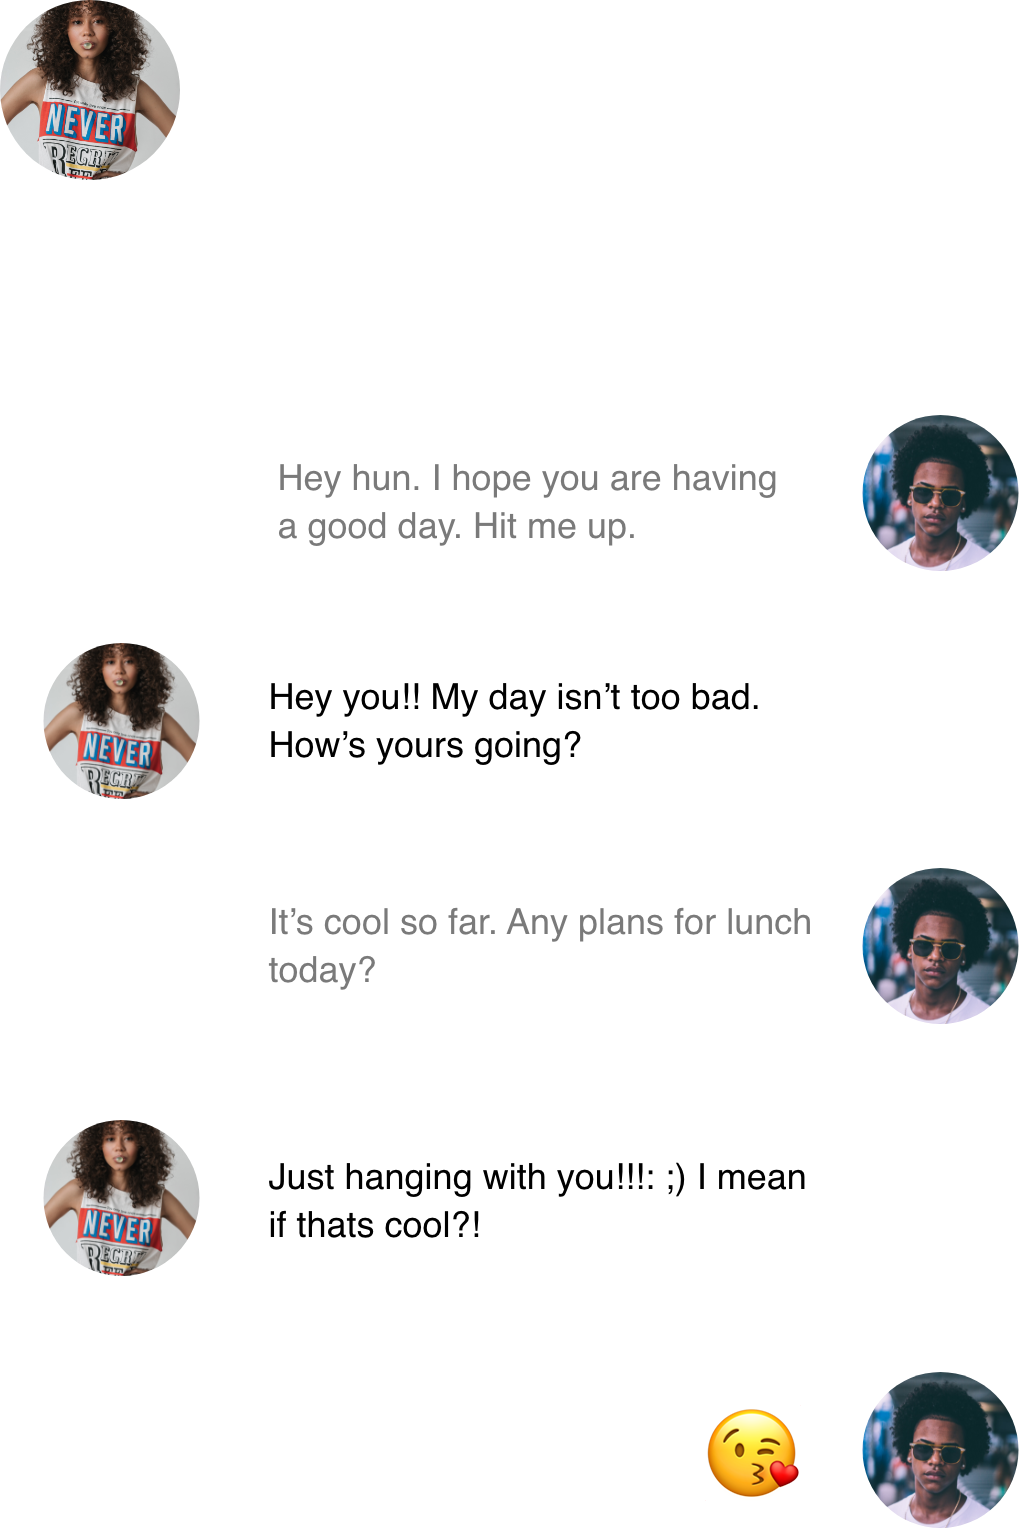 NEVER
Hey hun. I hope you are having
a good day. Hit me up.
NEVER
Hey you!! My day isn’t too bad.
How’s yours going?
It’s cool so far. Any plans for lunch
today?
NEVER
Just hanging with you!!!: ;) I mean
if thats cool?!